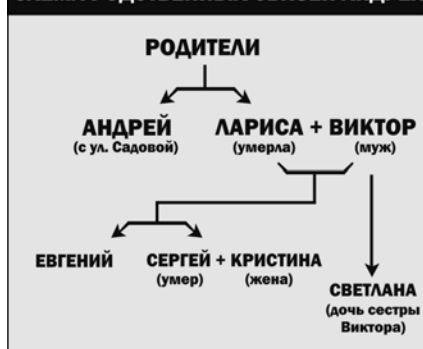 РОДИТЕЛИ
АНДРЕЙ ЛАРИСА + ВИКТОР
(с ул. Садовой) (умерла) (муж)
ЕВГЕНИЙ СЕРГЕЙ + КРИСТИНА
(умер) (жена)
СВЕТЛАНА
(дочь сестры
Виктора)